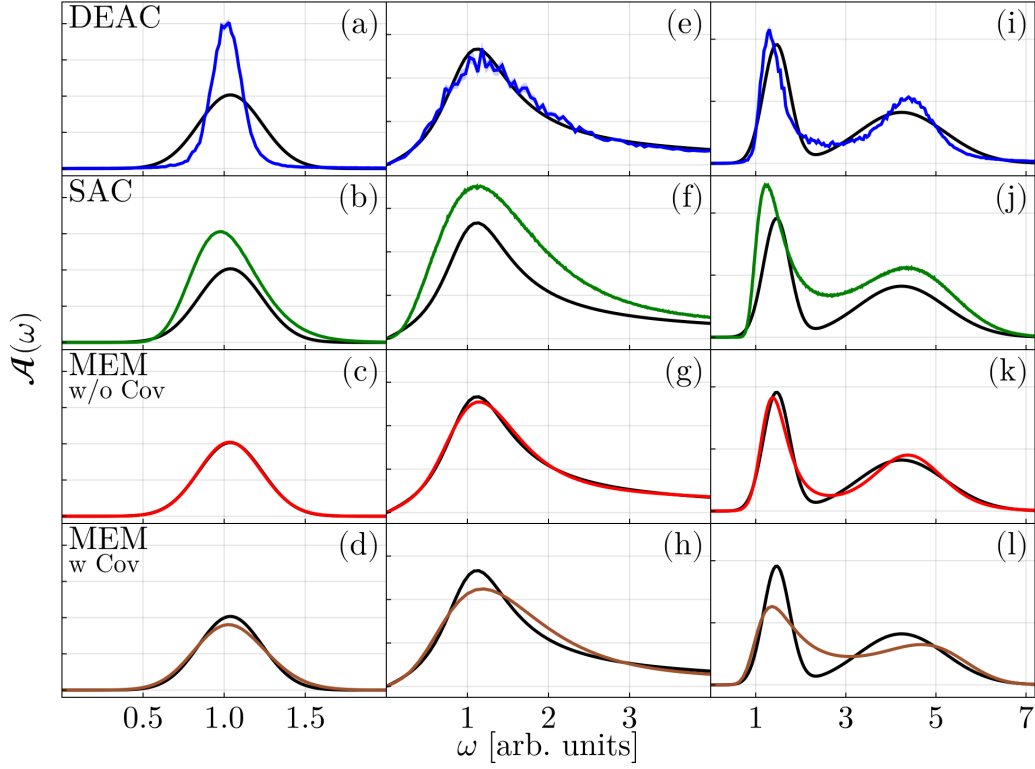 DEAC (a) (e) (i)
SAC (b) (f) (j)
MEM (c) (g) (k)
w/o Cov
MEM (d) (h) (l)
w Cov
𝓐(ω)
0.5 1.0 1.5 1 2 3 1 3 5 7
ω [arb. units]